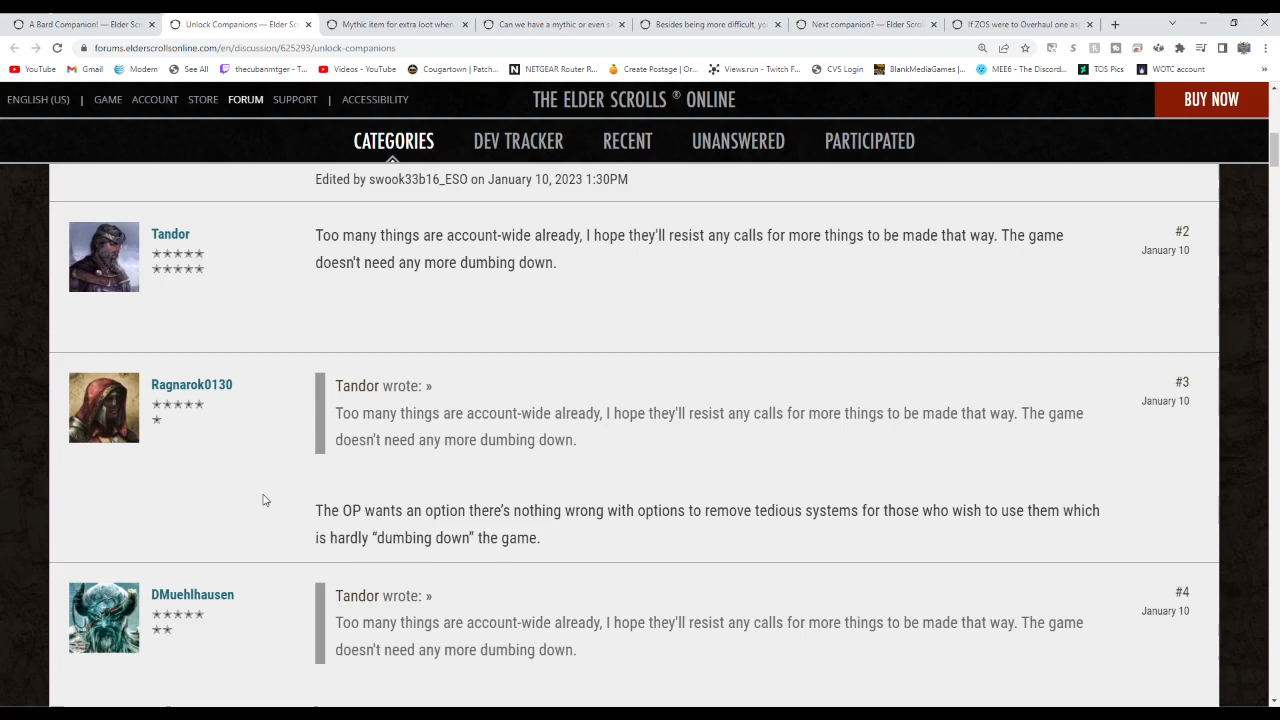 A Bard Companion! — Elder Scr
Unlock Companions — Elder Sc
Mythic item for extra loot when
Can we have a mythic or even s
Besides being more difficult, yo
Next companion? — Elder Scroll
If ZOS were to Overhaul one as
forums.elderscrollsonline.com/en/discussion/625293/unlock-companions
YouTube
Gmail
Modem
See All
thecubanmtger - T...
Videos - YouTube
Cougartown | Patch...
NETGEAR Router R...
Create Postage | Or...
Views.run - Twitch F...
CVS Login
BlankMediaGames |...
MEE6 - The Discord...
TOS Pics
WOTC account
»
ENGLISH (US) | GAME ACCOUNT STORE FORUM SUPPORT | ACCESSIBILITY
THE ELDER SCROLLS ® ONLINE
BUY NOW
CATEGORIES DEV TRACKER RECENT UNANSWERED PARTICIPATED
Edited by swook33b16_ESO on January 10, 2023 1:30PM
Tandor
#2
January 10
Too many things are account-wide already, I hope they'll resist any calls for more things to be made that way. The game
doesn't need any more dumbing down.
Ragnarok0130
#3
January 10
Tandor wrote: »
Too many things are account-wide already, I hope they'll resist any calls for more things to be made that way. The game
doesn't need any more dumbing down.
The OP wants an option there’s nothing wrong with options to remove tedious systems for those who wish to use them which
is hardly “dumbing down” the game.
DMuehlhausen
#4
January 10
Tandor wrote: »
Too many things are account-wide already, I hope they'll resist any calls for more things to be made that way. The game
doesn't need any more dumbing down.